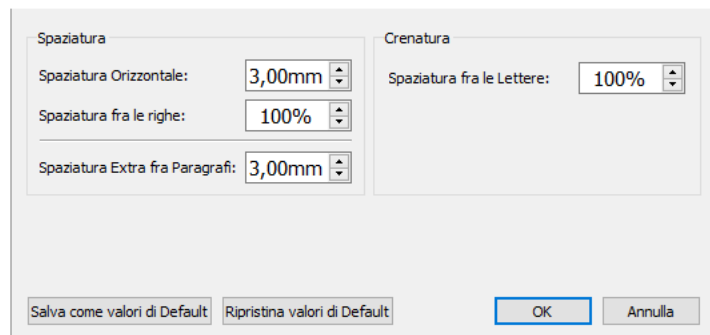 Spaziatura
Spaziatura Orizzontale: 3,00mm
Spaziatura fra le righe: 100%
Spaziatura Extra fra Paragrafi: 3,00mm
Crenatura
Spaziatura fra le Lettere: 100%
Salva come valori di Default Ripristina valori di Default OK Annulla